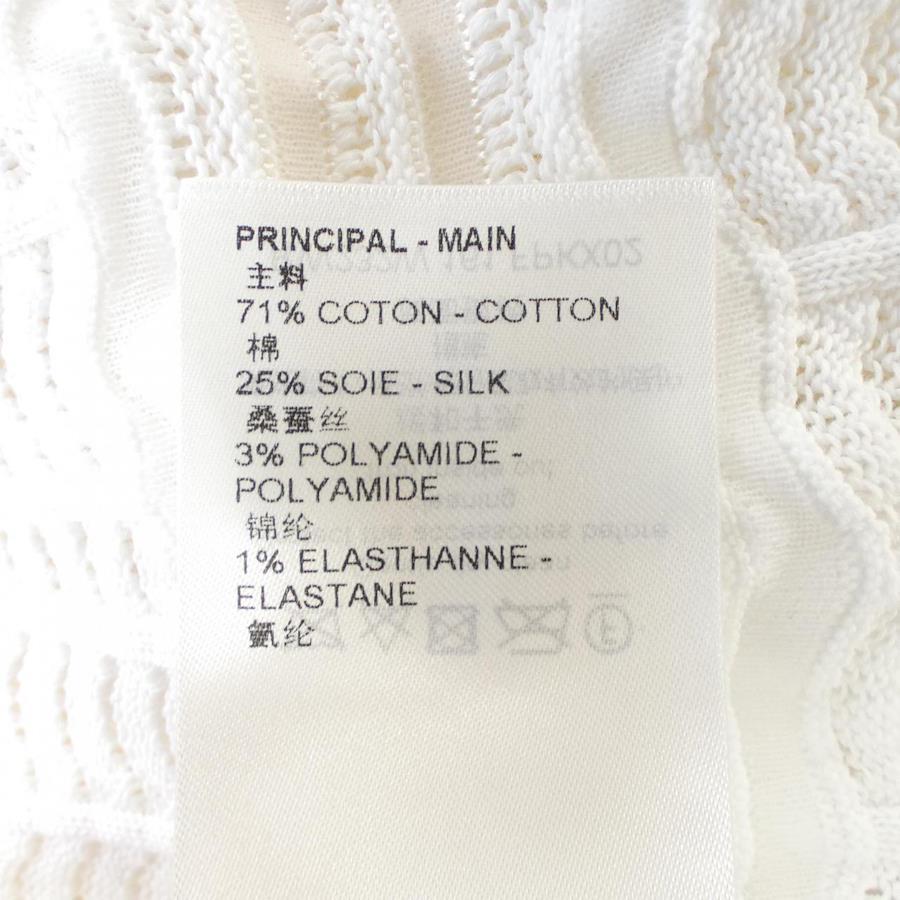 PRINCIPAL - MAIN
主料
71% COTON - COTTON
棉
25% SOIE - SILK
桑蚕丝
3% POLYAMIDE -
POLYAMIDE
锦纶
1% ELASTHANNE -
ELASTANE
氨纶